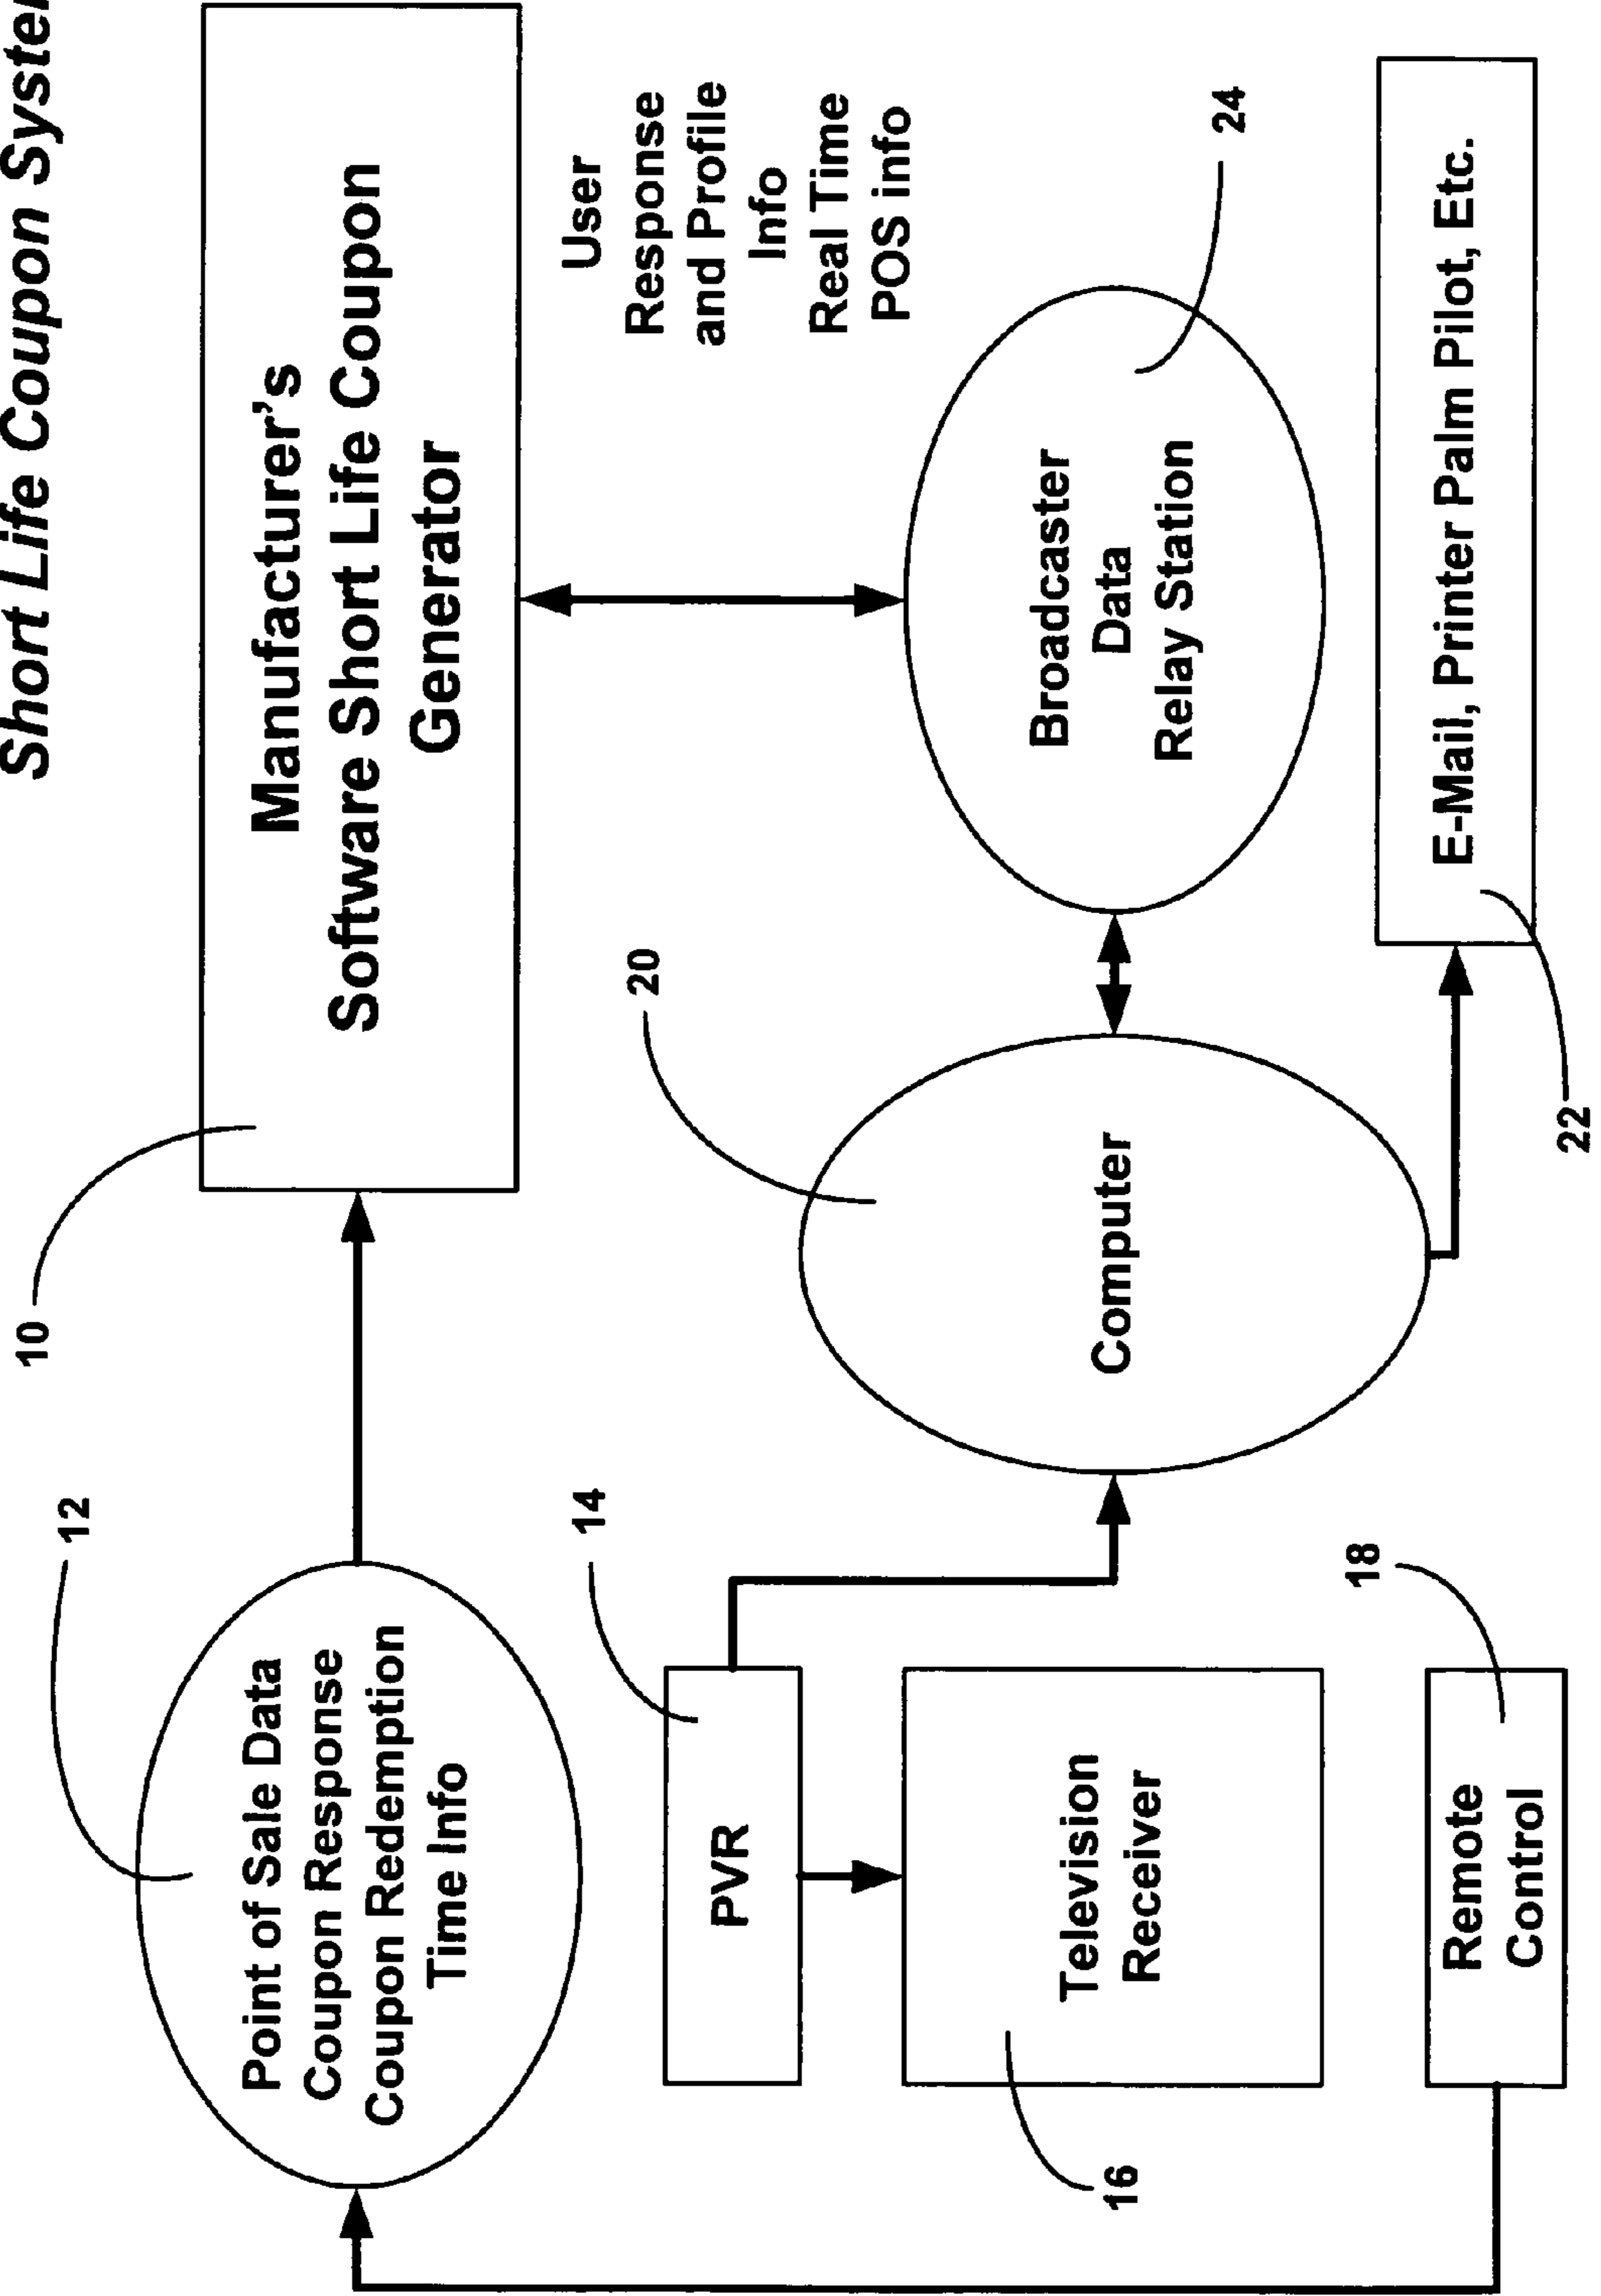 Short Life Coupon
10
Manufacturer's
Software Short Life Coupon
Generator
12
Point of Sale Data
Coupon Response
Coupon Redemption
Time Info
User
Response
and Profile
Info
Real Time
POS info
14
PVR
20
Computer
Broadcaster
Data
Relay Station
24
Television
Receiver
16
18
Remote
Control
E-Mail, Printer Palm Pilot, Etc.
22